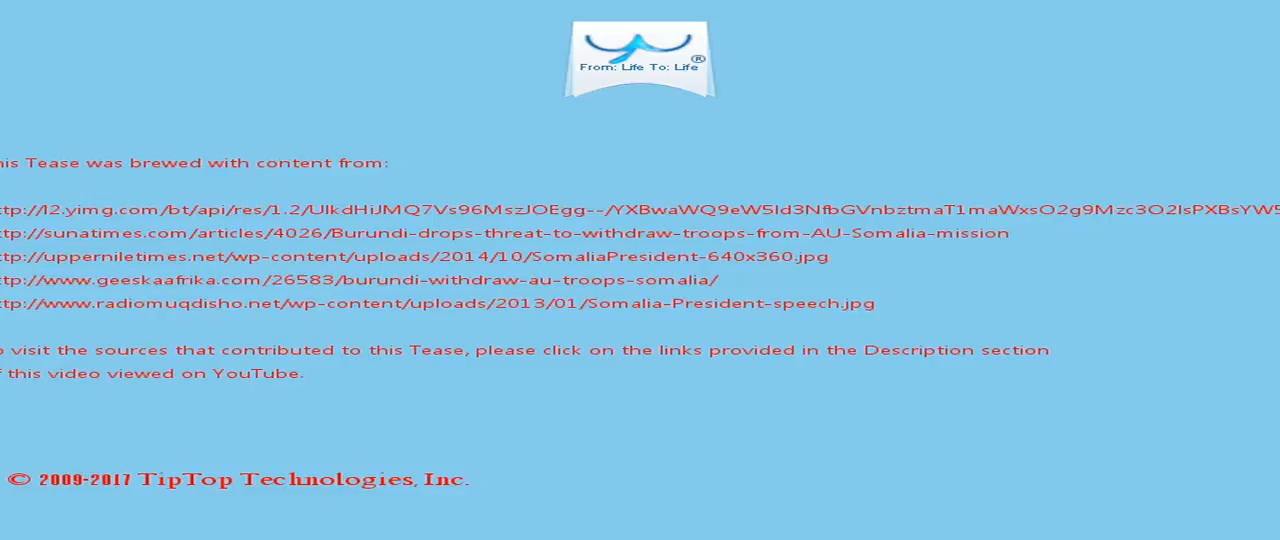 From: Life To: Life ®
his Tease was brewed with content from:
ttp://l2.yimg.com/bt/api/res/1.2/UlkdHiJMQ7Vs96MszJOEgg--/YXBwaWQ9eW5ld3NfbGVnbztmaT1maWxsO2g9Mzc3O2lsPXBsYW5
ttp://sunatimes.com/articles/4026/Burundi-drops-threat-to-withdraw-troops-from-AU-Somalia-mission
ttp://upperniletimes.net/wp-content/uploads/2014/10/SomaliaPresident-640x360.jpg
ttp://www.geeskaafrika.com/26583/burundi-withdraw-au-troops-somalia/
ttp://www.radiomuqdisho.net/wp-content/uploads/2013/01/Somalia-President-speech.jpg
o visit the sources that contributed to this Tease, please click on the links provided in the Description section
f this video viewed on YouTube.
© 2009-2017 TipTop Technologies, Inc.